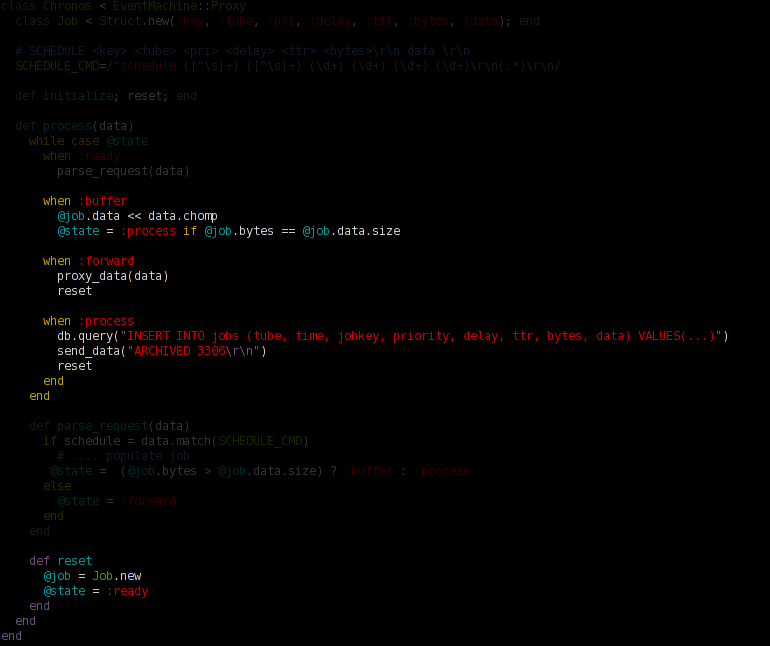 class Chronos < EventMachine::Proxy
  class Job < Struct.new(:key, :tube, :pri, :delay, :ttr, :bytes, :data); end

  # SCHEDULE <key> <tube> <pri> <delay> <ttr> <bytes>\r\n data \r\n
  SCHEDULE_CMD=/^schedule ([^\s]+) ([^\s]+) (\d+) (\d+) (\d+) (\d+)\r\n(.*)\r\n/

  def initialize; reset; end

  def process(data)
    while case @state
      when :ready
        parse_request(data)

      when :buffer
        @job.data << data.chomp
        @state = :process if @job.bytes == @job.data.size

      when :forward
        proxy_data(data)
        reset

      when :process
        db.query("INSERT INTO jobs (tube, time, jobkey, priority, delay, ttr, bytes, data) VALUES(...)")
        send_data("ARCHIVED 3306\r\n")
        reset
      end
    end

    def parse_request(data)
      if schedule = data.match(SCHEDULE_CMD)
        # .... populate job
       @state =  (@job.bytes > @job.data.size) ? :buffer : :process
      else
        @state = :forward
      end
    end

    def reset
      @job = Job.new
      @state = :ready
    end
  end
end